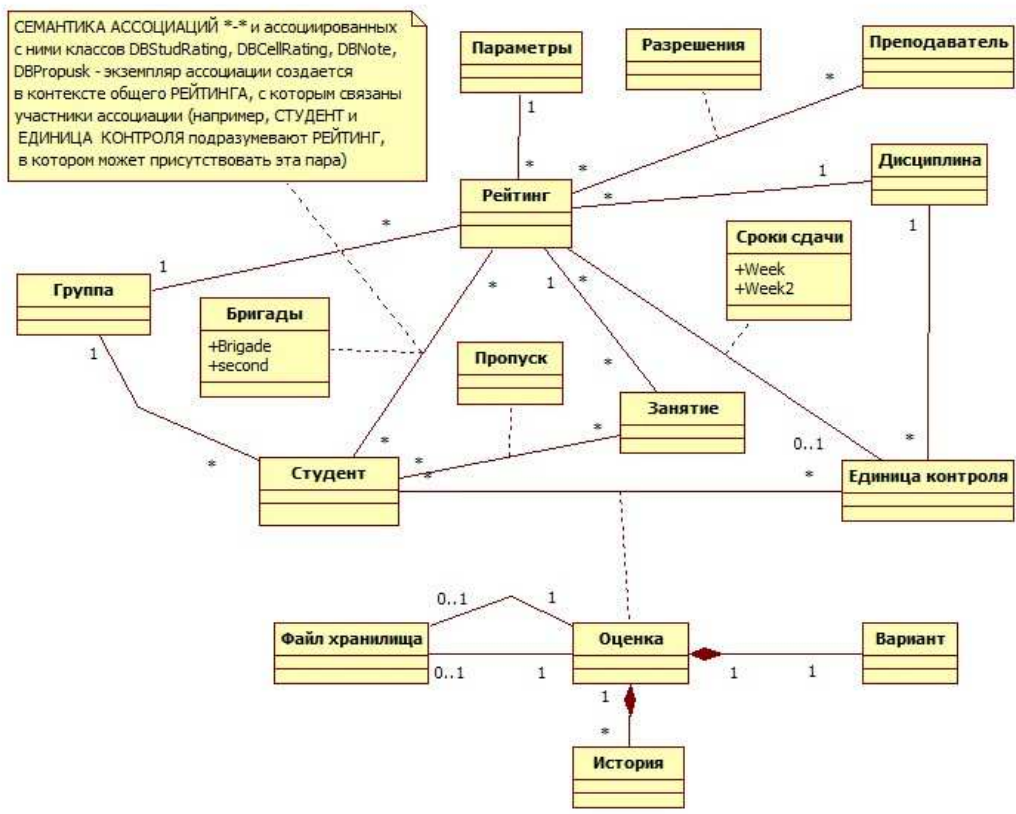 СЕМАНТИКА АССОЦИАЦИЙ *-* и ассоциированных
с ними классов DBStudRating, DBCellRating, DBNote,
DBPropusk - экземпляр ассоциации создается
в контексте общего РЕЙТИНГА, с которым связаны
участники ассоциации (например, СТУДЕНТ и
ЕДИНИЦА КОНТРОЛЯ подразумевают РЕЙТИНГ,
в котором может присутствовать эта пара)
Параметры
Разрешения
Преподаватель
1
*
*
*
Дисциплина
1
*
Рейтинг
*
1
*
1
*
1
Сроки сдачи
+Week
+Week2
Группа
1
Бригады
+Brigade
+second
Пропуск
*
Занятие
*
*
*
*
*
0..1
*
*
Студент
Единица контроля
0..1
1
Файл хранилища
Оценка
Вариант
0..1
1
1
1
1
*
История